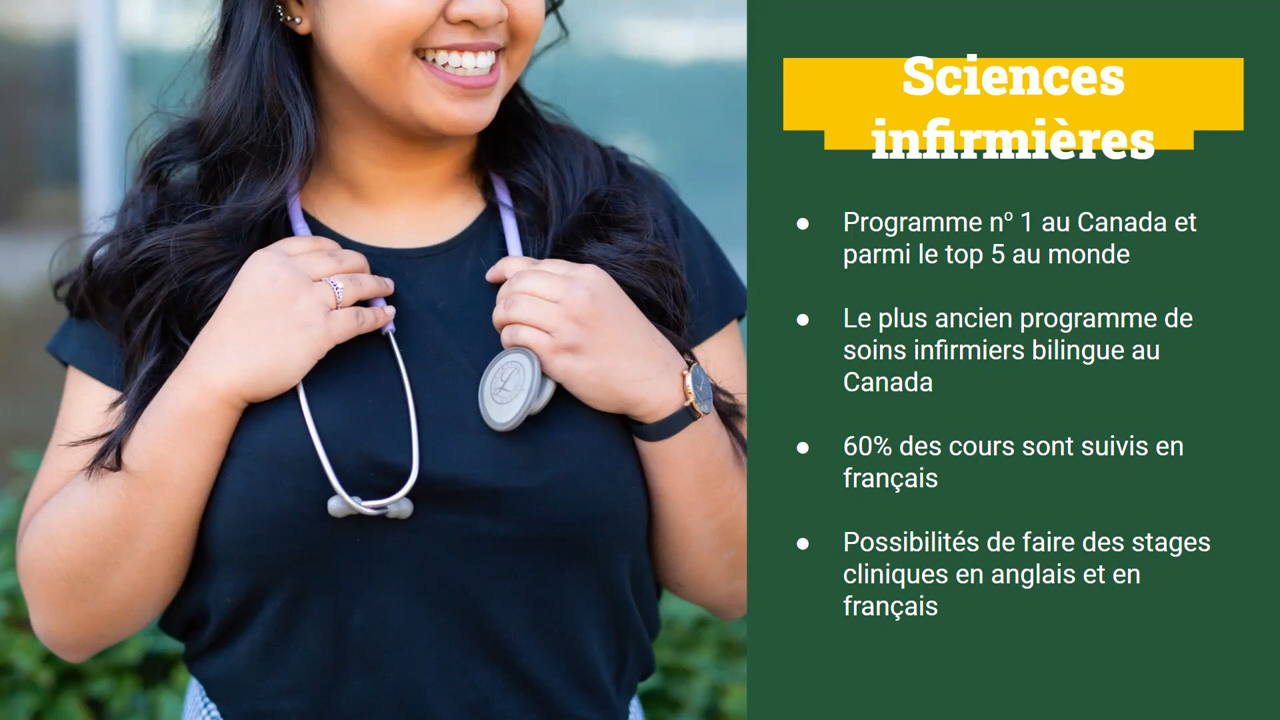 Sciences
infirmières
● Programme nº 1 au Canada et
parmi le top 5 au monde
● Le plus ancien programme de
soins infirmiers bilingue au
Canada
● 60% des cours sont suivis en
français
● Possibilités de faire des stages
cliniques en anglais et en
français